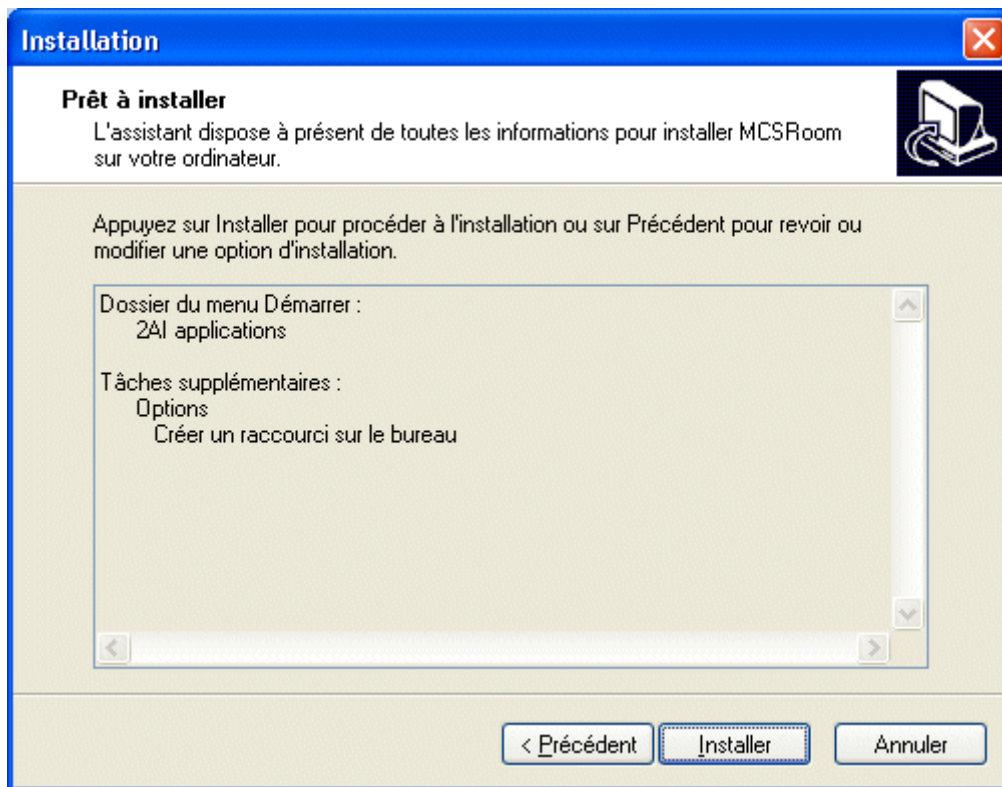 Installation
Prêt à installer
L'assistant dispose à présent de toutes les informations pour installer MCSRoom
sur votre ordinateur.
Appuyez sur Installer pour procéder à l'installation ou sur Précédent pour revoir ou
modifier une option d'installation.
Dossier du menu Démarrer :
2AI applications
Tâches supplémentaires :
Options
Créer un raccourci sur le bureau
< Précédent
Installer
Annuler